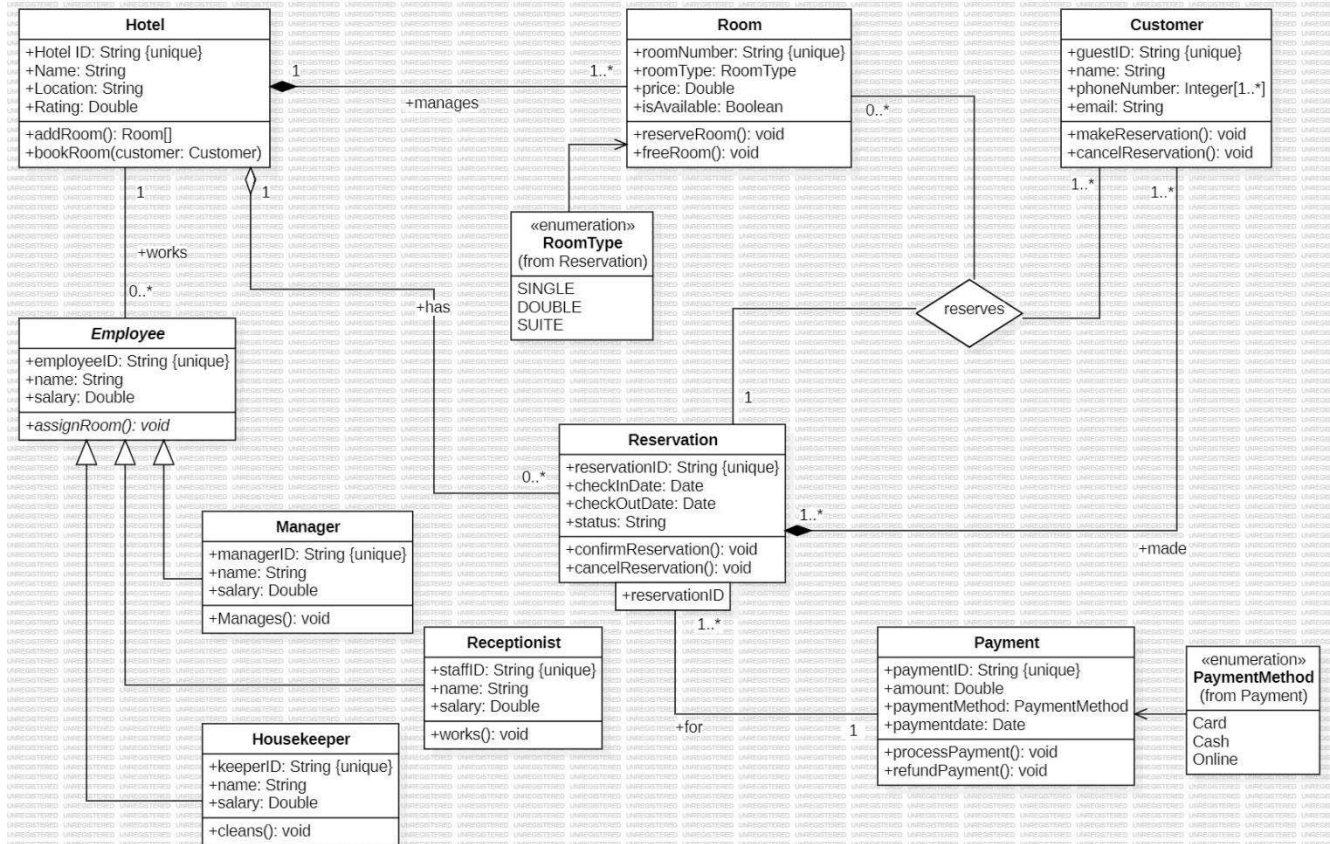 Hotel
+Hotel ID: String {unique}
+Name: String
+Location: String
+Rating: Double
+addRoom(): Room[]
+bookRoom(customer: Customer)
1
+manages
1..*
Room
+roomNumber: String {unique}
+roomType: RoomType
+price: Double
+isAvailable: Boolean
+reserveRoom(): void
+freeRoom(): void
0..*
Customer
+guestID: String {unique}
+name: String
+phoneNumber: Integer[1..*]
+email: String
+makeReservation(): void
+cancelReservation(): void
1..*
1..*
1
+works
0..*
1
+has
0..*
«enumeration»
RoomType
(from Reservation)
SINGLE
DOUBLE
SUITE
reserves
1
Employee
+employeeID: String {unique}
+name: String
+salary: Double
+assignRoom(): void
Reservation
+reservationID: String {unique}
+checkInDate: Date
+checkOutDate: Date
+status: String
+confirmReservation(): void
+cancelReservation(): void
+reservationID
1..*
+made
1..*
+for
1
Manager
+managerID: String {unique}
+name: String
+salary: Double
+Manages(): void
Receptionist
+staffID: String {unique}
+name: String
+salary: Double
+works(): void
Payment
+paymentID: String {unique}
+amount: Double
+paymentMethod: PaymentMethod
+paymentdate: Date
+processPayment(): void
+refundPayment(): void
«enumeration»
PaymentMethod
(from Payment)
Card
Cash
Online
Housekeeper
+keeperID: String {unique}
+name: String
+salary: Double
+cleans(): void
UNREGISTERED